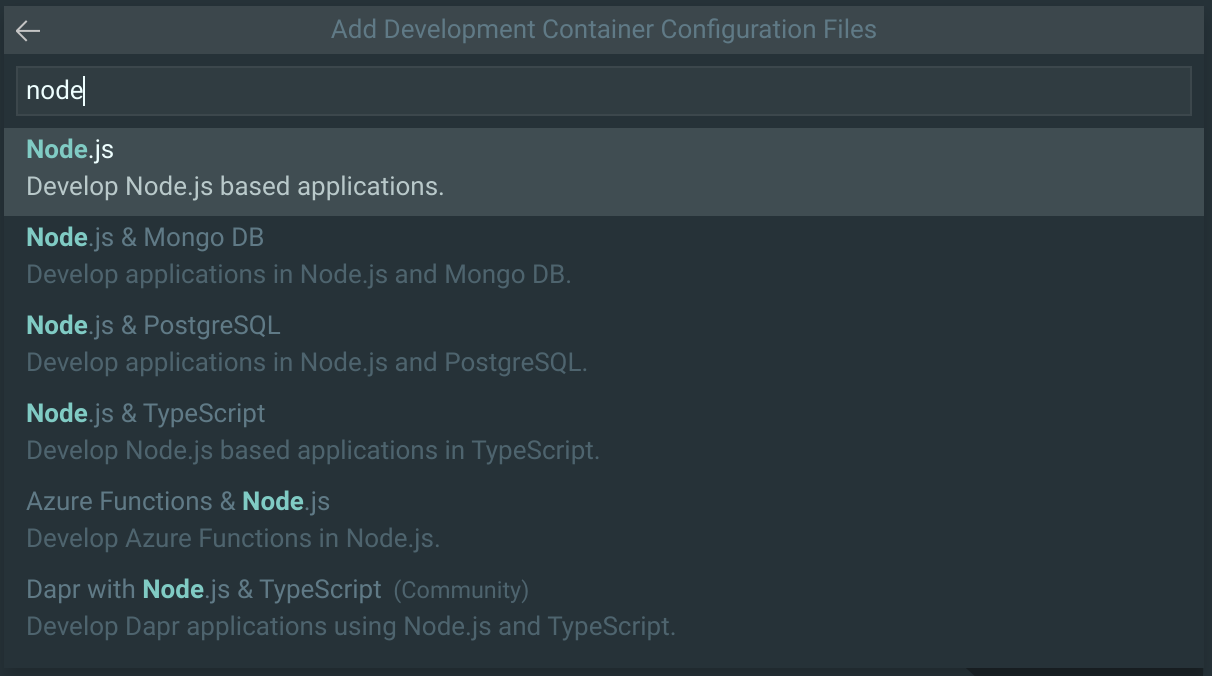 Add Development Container Configuration Files
node
Node.js
Develop Node.js based applications.
Node.js & Mongo DB
Develop applications in Node.js and Mongo DB.
Node.js & PostgreSQL
Develop applications in Node.js and PostgreSQL.
Node.js & TypeScript
Develop Node.js based applications in TypeScript.
Azure Functions & Node.js
Develop Azure Functions in Node.js.
Dapr with Node.js & TypeScript (Community)
Develop Dapr applications using Node.js and TypeScript.